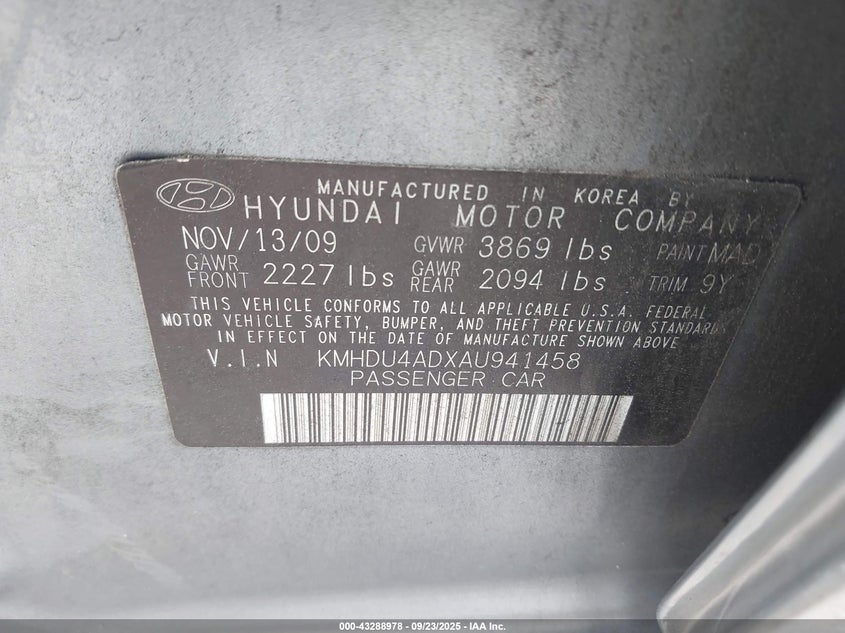 MANUFACTURED IN KOREA BY
HYUNDAI MOTOR COMPANY
NOV/13/09 GVWR 3869 lbs PAINT MAD
GAWR FRONT 2227 lbs GAWR REAR 2094 lbs TRIM 9Y
THIS VEHICLE CONFORMS TO ALL APPLICABLE U.S.A. FEDERAL
MOTOR VEHICLE SAFETY, BUMPER, AND THEFT PREVENTION STANDARDS
IN EFFECT ON THE DATE OF MANUFACTURE SHOWN ABOVE
V.I.N KMHDU4ADXAU941458
PASSENGER CAR
000-43288978 - 09/23/2025 - IAA Inc.